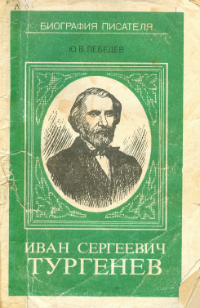 БИОГРАФИЯ ПИСАТЕЛЯ
Ю. В. ЛЕБЕДЕВ
ИВАН СЕРГЕЕВИЧ
ТУРГЕНЕВ